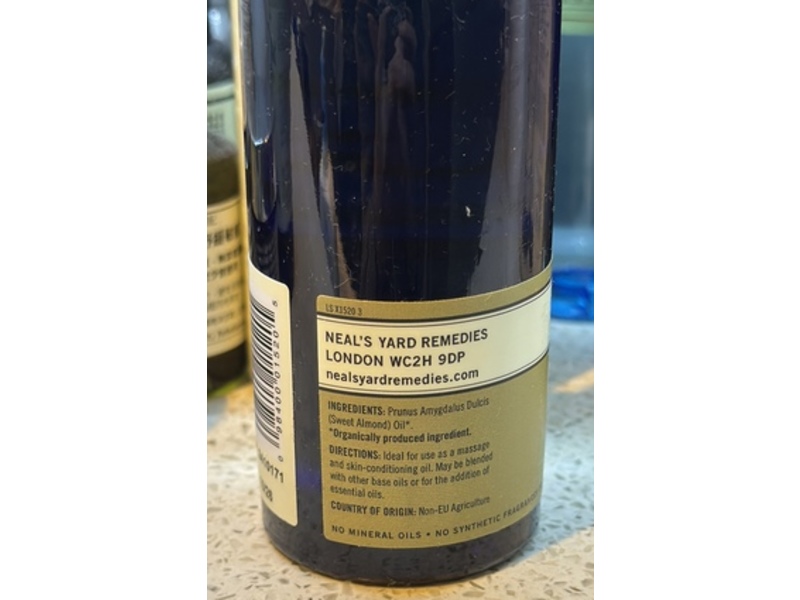 LS X1520 3
NEAL'S YARD REMEDIES
LONDON WC2H 9DP
nealsyardremedies.com
INGREDIENTS: Prunus Amygdalus Dulcis
(Sweet Almond) Oil*.
*Organically produced ingredient.
DIRECTIONS: Ideal for use as a massage
and skin-conditioning oil. May be blended
with other base oils or for the addition of
essential oils.
COUNTRY OF ORIGIN: Non-EU Agriculture
NO MINERAL OILS • NO SYNTHETIC